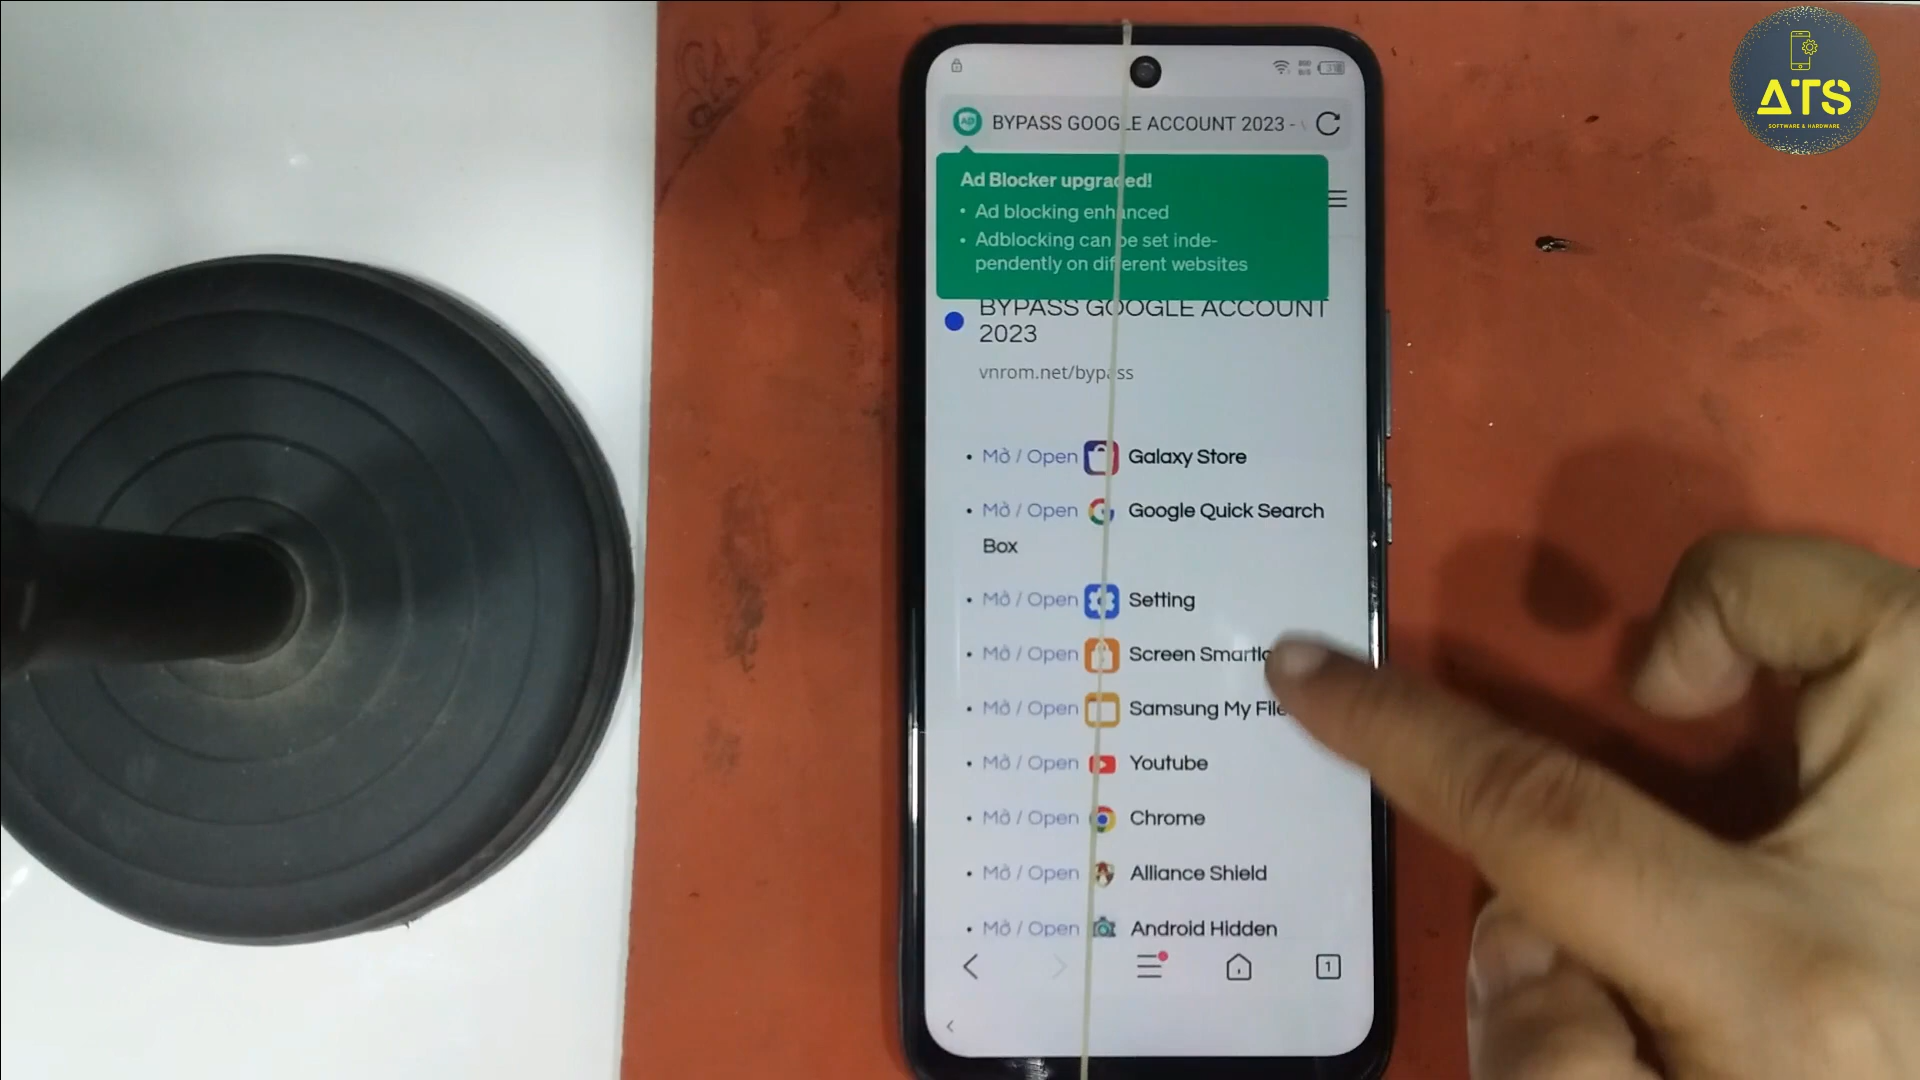 ATS
SOFTWARE & HARDWARE
BYPASS GOOGLE ACCOUNT 2023 -
Ad Blocker upgraded!
• Ad blocking enhanced
• Adblocking can be set inde-
pendently on different websites
BYPASS GOOGLE ACCOUNT
2023
vnrom.net/bypass
• Mở / Open Galaxy Store
• Mở / Open Google Quick Search
Box
• Mở / Open Setting
• Mở / Open Screen
• Mở / Open Samsung My
• Mở / Open Youtube
• Mở / Open Chrome
• Mở / Open Alliance Shield
• Mở / Open Android Hidden
1